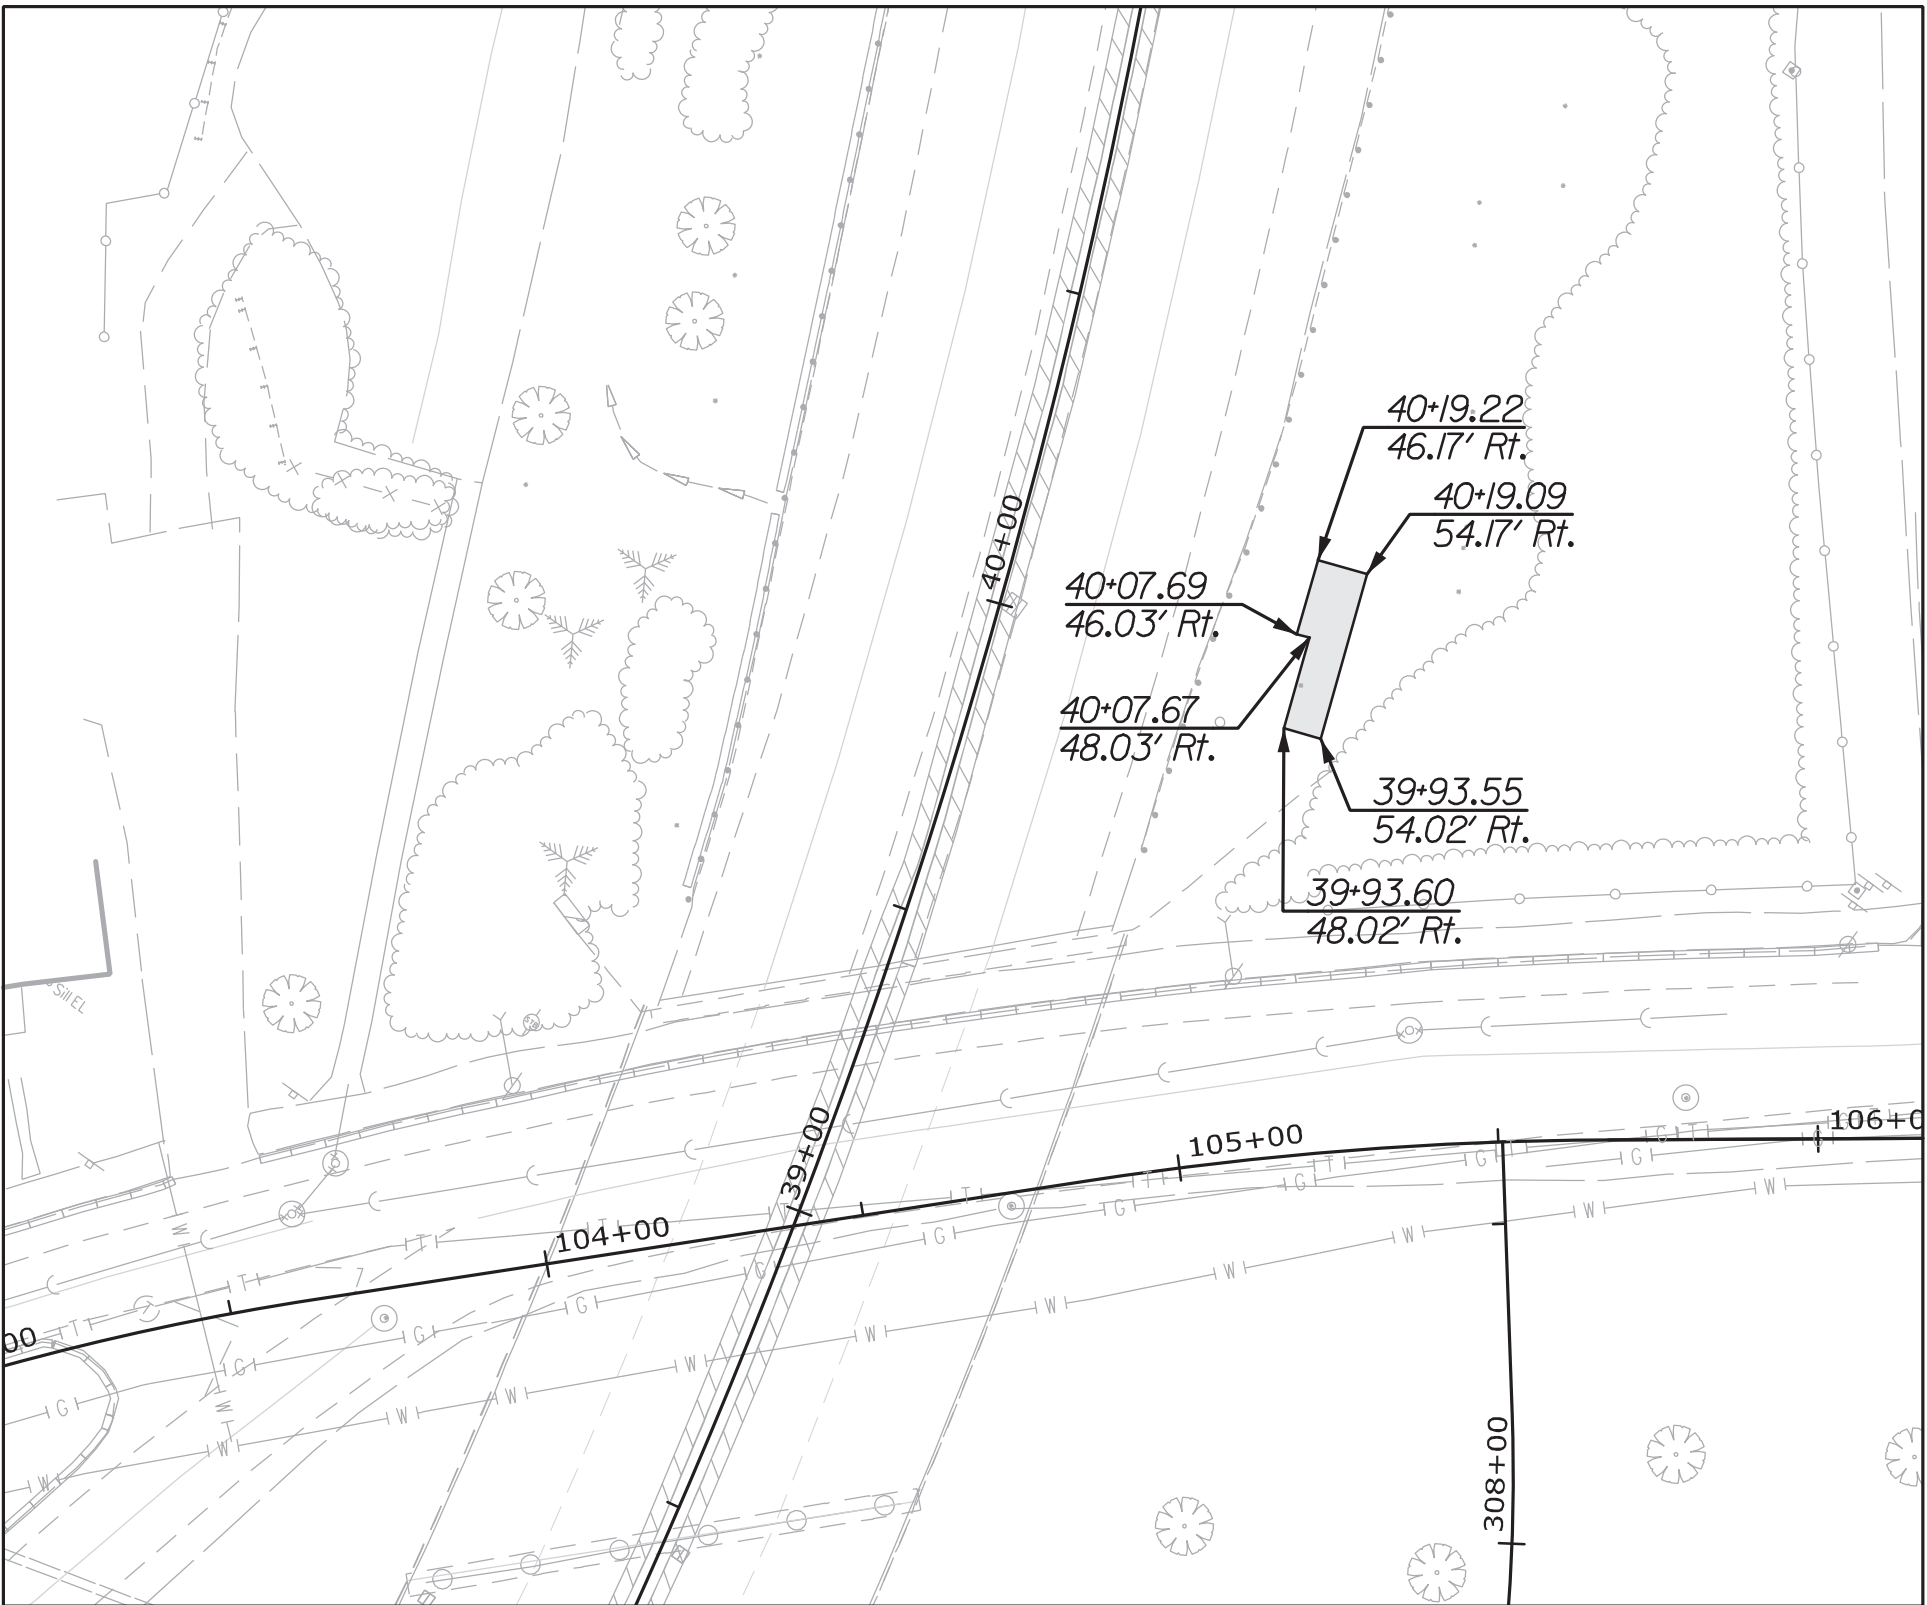 40+19.22
46.17' Rt.
40+19.09
54.17' Rt.
40+00
40+07.69
46.03' Rt.
40+07.67
48.03' Rt.
39+93.55
54.02' Rt.
39+93.60
48.02' Rt.
Sill EL
39+00
105+00
106+0
104+00
00
308+00
T
T
T
T
T
T
T
G
G
G
G
G
G
G
G
G
G
G
W
W
W
W
W
W
W
W
W
W
W